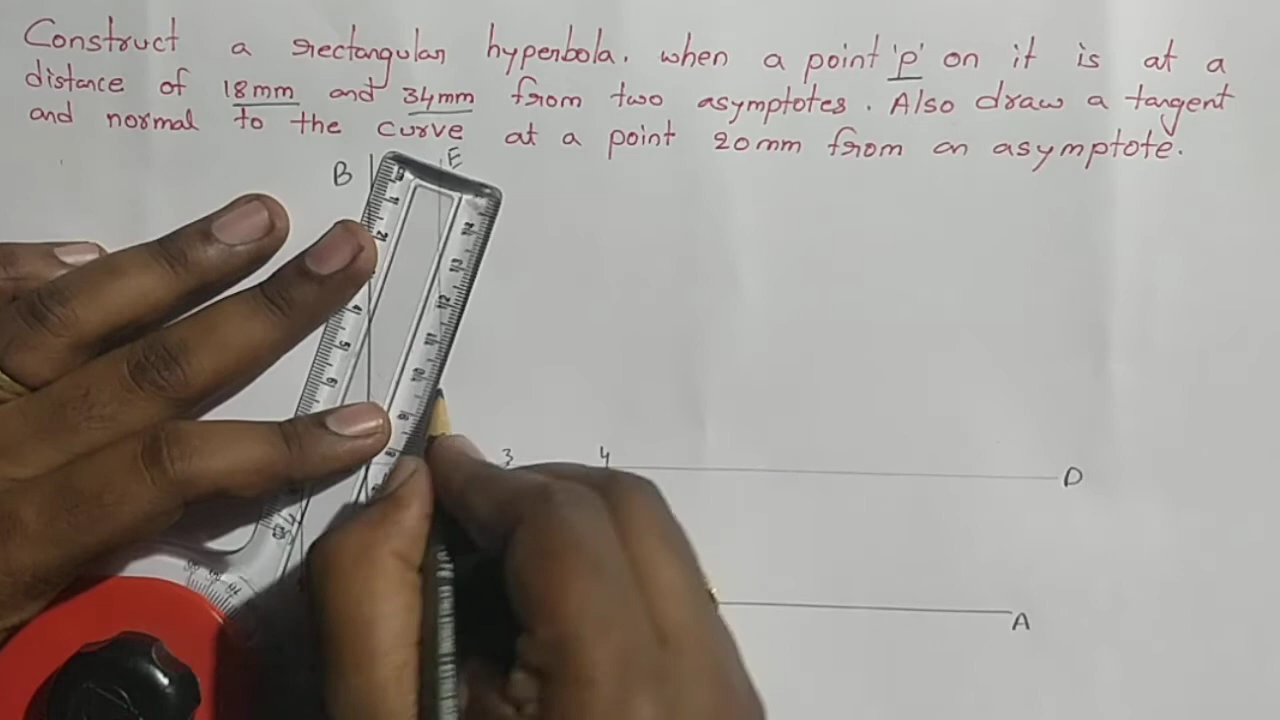 Construct a rectangular hyperbola. when a point 'p' on it is at a
distance of 18mm and 34mm from two asymptotes. Also draw a tangent
and normal to the curve at a point 20mm from an asymptote.
B E
3 4
D
A